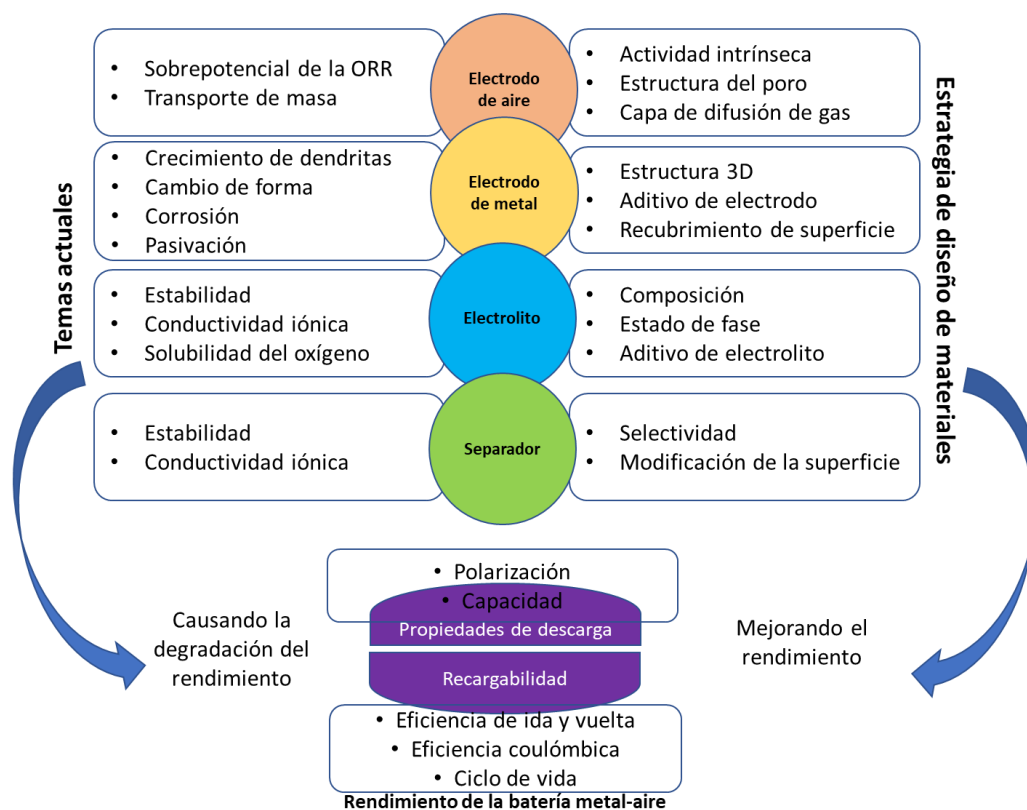 • Sobrepotencial de la ORR
• Transporte de masa
Electrodo
de aire
• Actividad intrínseca
• Estructura del poro
• Capa de difusión de gas
• Crecimiento de dendritas
• Cambio de forma
• Corrosión
• Pasivación
Electrodo
de metal
• Estructura 3D
• Aditivo de electrodo
• Recubrimiento de superficie
• Estabilidad
• Conductividad iónica
• Solubilidad del oxígeno
Electrolito
• Composición
• Estado de fase
• Aditivo de electrolito
• Estabilidad
• Conductividad iónica
Separador
• Selectividad
• Modificación de la superficie
Temas actuales
Estrategia de diseño de materiales
Causando la
degradación del
rendimiento
• Polarización
• Capacidad
Propiedades de descarga
Recargabilidad
• Eficiencia de ida y vuelta
• Eficiencia coulómbica
• Ciclo de vida
Rendimiento de la batería metal-aire
Mejorando el
rendimiento